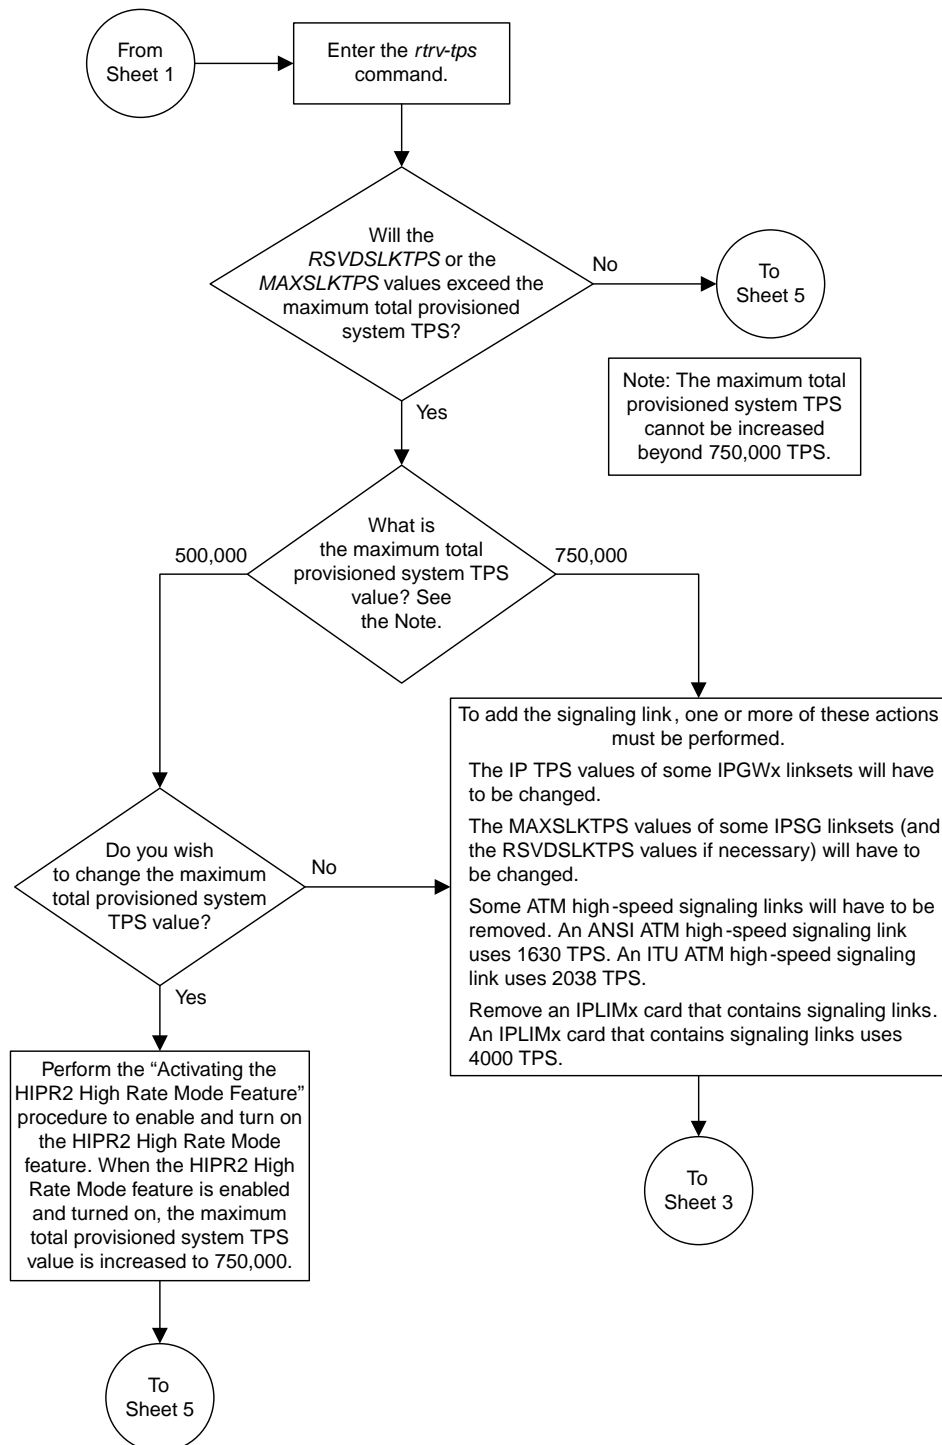 From
Sheet 1
Enter the rtrv-tps
command.
Will the
RSVDSLKTPS or the
MAXSLKTPS values exceed the
maximum total provisioned
system TPS?
No
To
Sheet 5
Note: The maximum total
provisioned system TPS
cannot be increased
beyond 750,000 TPS.
Yes
What is
the maximum total
provisioned system TPS
value? See
the Note.
500,000
750,000
To add the signaling link, one or more of these actions
must be performed.
The IP TPS values of some IPGWx linksets will have
to be changed.
The MAXSLKTPS values of some IPSG linksets (and
the RSVDSLKTPS values if necessary) will have to
be changed.
Some ATM high-speed signaling links will have to be
removed. An ANSI ATM high-speed signaling link
uses 1630 TPS. An ITU ATM high-speed signaling
link uses 2038 TPS.
Remove an IPLIMx card that contains signaling links.
An IPLIMx card that contains signaling links uses
4000 TPS.
Do you wish
to change the maximum
total provisioned system
TPS value?
No
Yes
Perform the “Activating the
HIPR2 High Rate Mode Feature”
procedure to enable and turn on
the HIPR2 High Rate Mode
feature. When the HIPR2 High
Rate Mode feature is enabled
and turned on, the maximum
total provisioned system TPS
value is increased to 750,000.
To
Sheet 3
To
Sheet 5